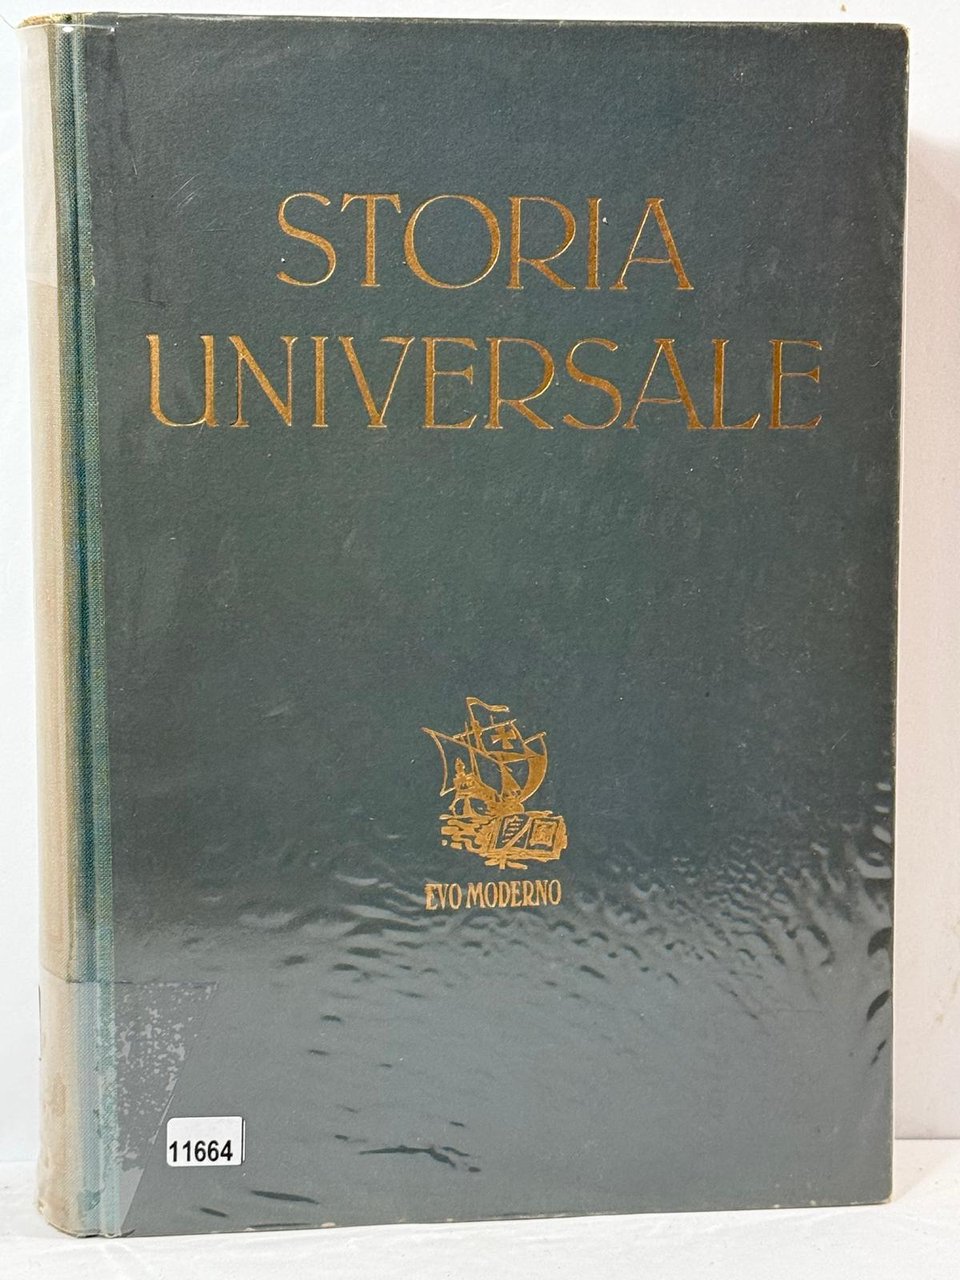 STORIA
UNIVERSALE
EVO MODERNO
11664